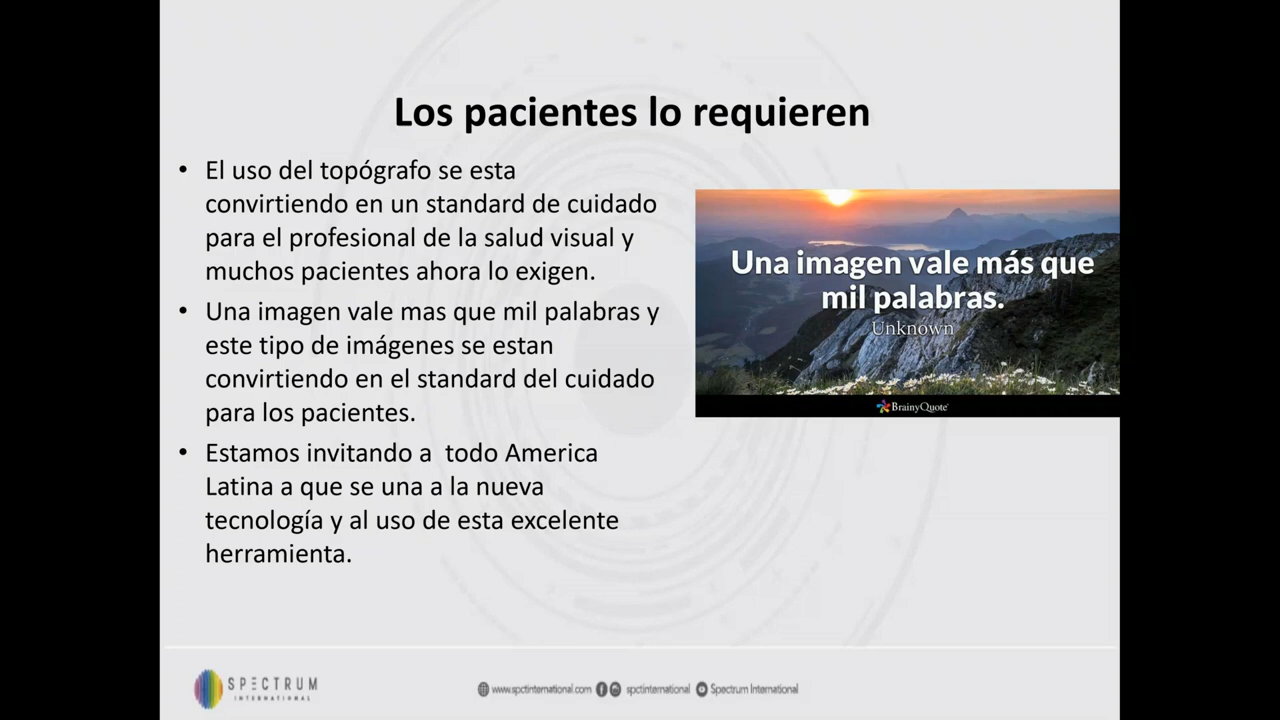 Los pacientes lo requieren
• El uso del topógrafo se esta
convirtiendo en un standard de cuidado
para el profesional de la salud visual y
muchos pacientes ahora lo exigen.
• Una imagen vale mas que mil palabras y
este tipo de imágenes se estan
convirtiendo en el standard del cuidado
para los pacientes.
• Estamos invitando a  todo America
Latina a que se una a la nueva
tecnología y al uso de esta excelente
herramienta.
Una imagen vale más que
mil palabras.
Unknown
BrainyQuote
SPECTRUM
INTERNATIONAL
www.spctinternational.com spctinternational Spectrum International